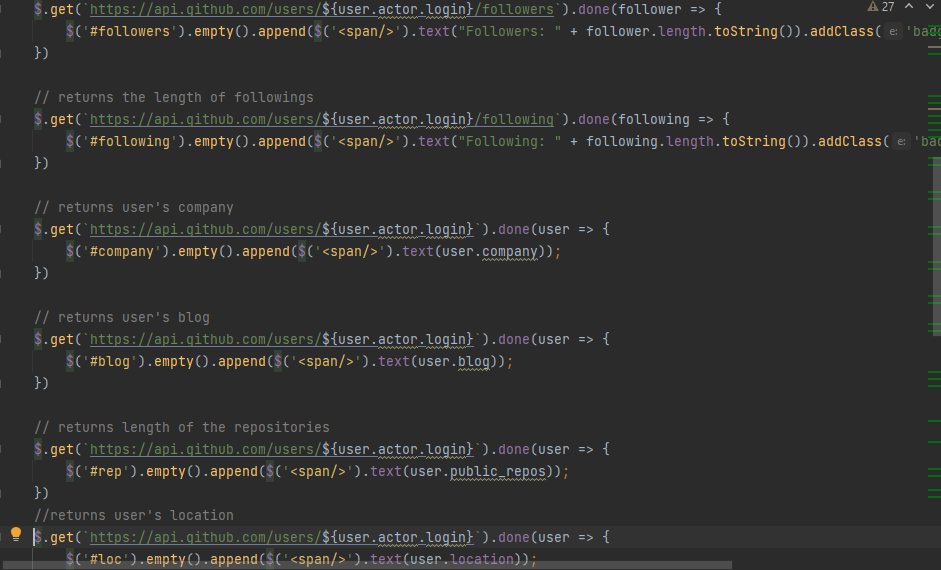 $.get(`https://api.github.com/users/${user.actor.login}/followers`).done(follower => {
27
$('#followers').empty().append($('<span/>').text("Followers: " + follower.length.toString()).addClass( e: 'badg
})
// returns the length of followings
$.get(`https://api.github.com/users/${user.actor.login}/following`).done(following => {
$('#following').empty().append($('<span/>').text("Following: " + following.length.toString()).addClass( e: 'bad
})
// returns user's company
$.get(`https://api.github.com/users/${user.actor.login}`).done(user => {
$('#company').empty().append($('<span/>').text(user.company));
})
// returns user's blog
$.get(`https://api.github.com/users/${user.actor.login}`).done(user => {
$('#blog').empty().append($('<span/>').text(user.blog));
})
// returns length of the repositories
$.get(`https://api.github.com/users/${user.actor.login}`).done(user => {
$('#rep').empty().append($('<span/>').text(user.public_repos));
})
//returns user's location
$.get(`https://api.github.com/users/${user.actor.login}`).done(user => {
$('#loc').empty().append($('<span/>').text(user.location));